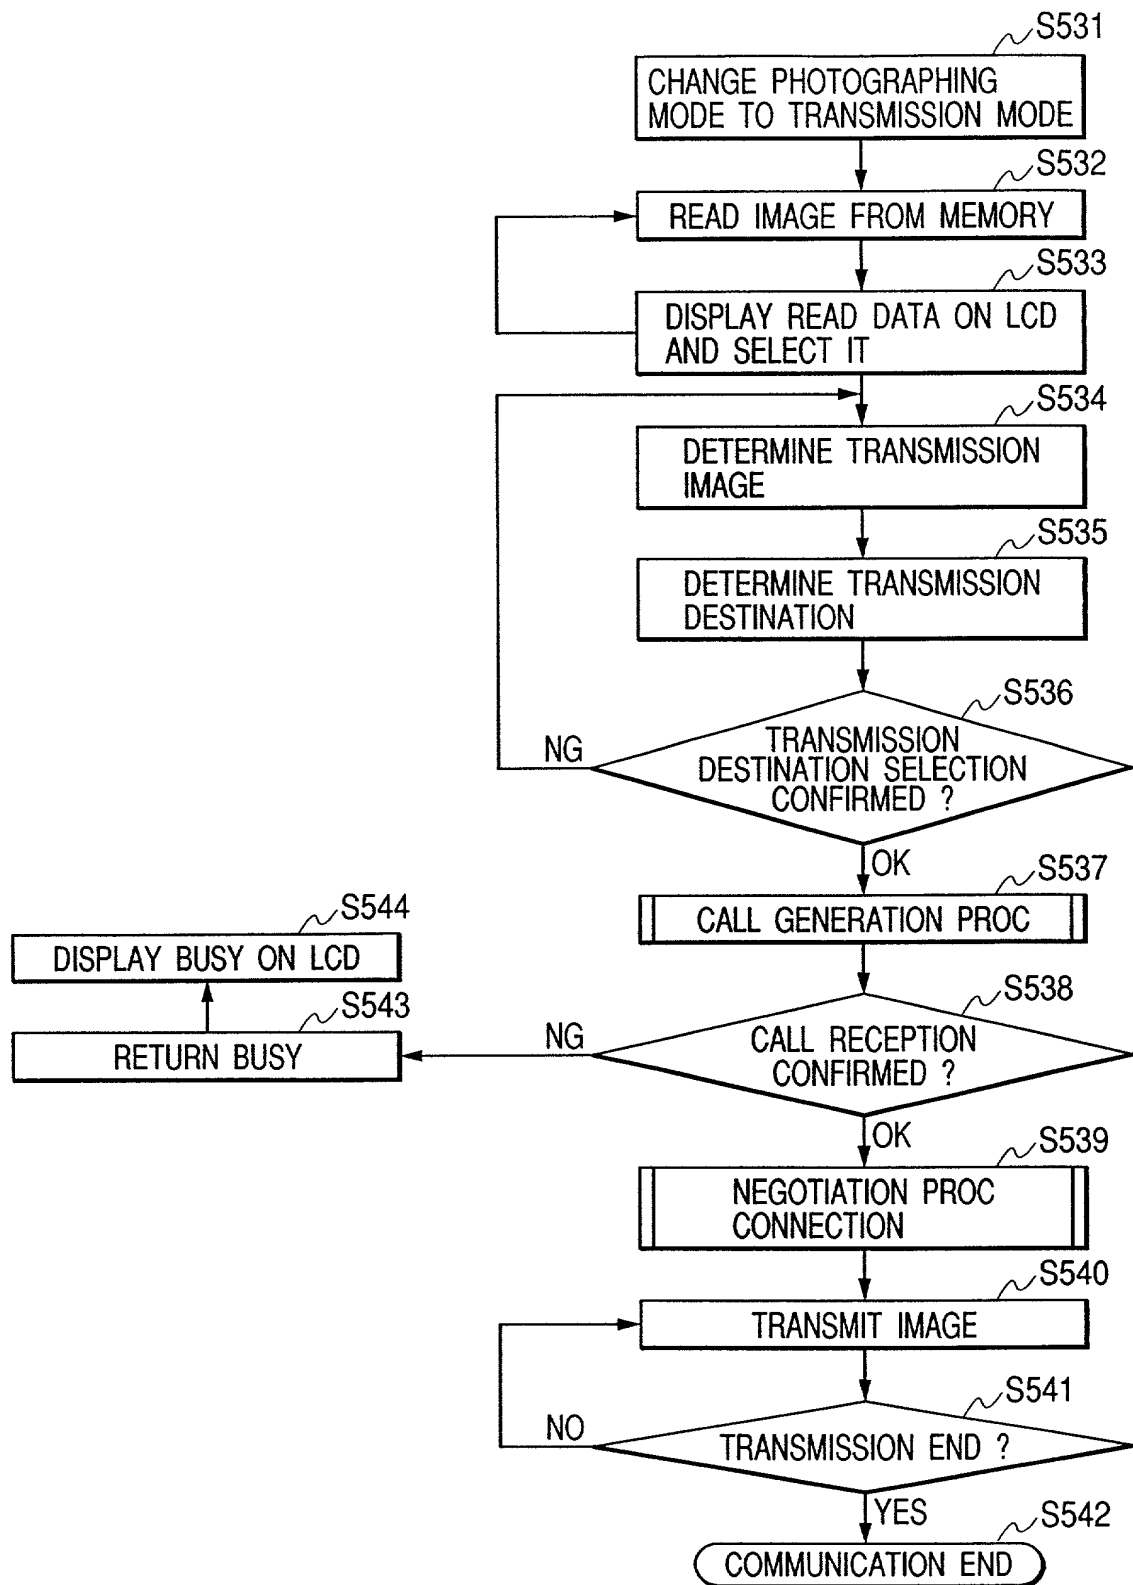 S531
CHANGE PHOTOGRAPHING
MODE TO TRANSMISSION MODE
S532
READ IMAGE FROM MEMORY
S533
DISPLAY READ DATA ON LCD
AND SELECT IT
S534
DETERMINE TRANSMISSION
IMAGE
S535
DETERMINE TRANSMISSION
DESTINATION
S536
TRANSMISSION
DESTINATION SELECTION
CONFIRMED ?
NG
OK
S537
CALL GENERATION PROC
S538
CALL RECEPTION
CONFIRMED ?
NG
S543
RETURN BUSY
S544
DISPLAY BUSY ON LCD
OK
S539
NEGOTIATION PROC
CONNECTION
S540
TRANSMIT IMAGE
S541
TRANSMISSION END ?
NO
YES
S542
COMMUNICATION END